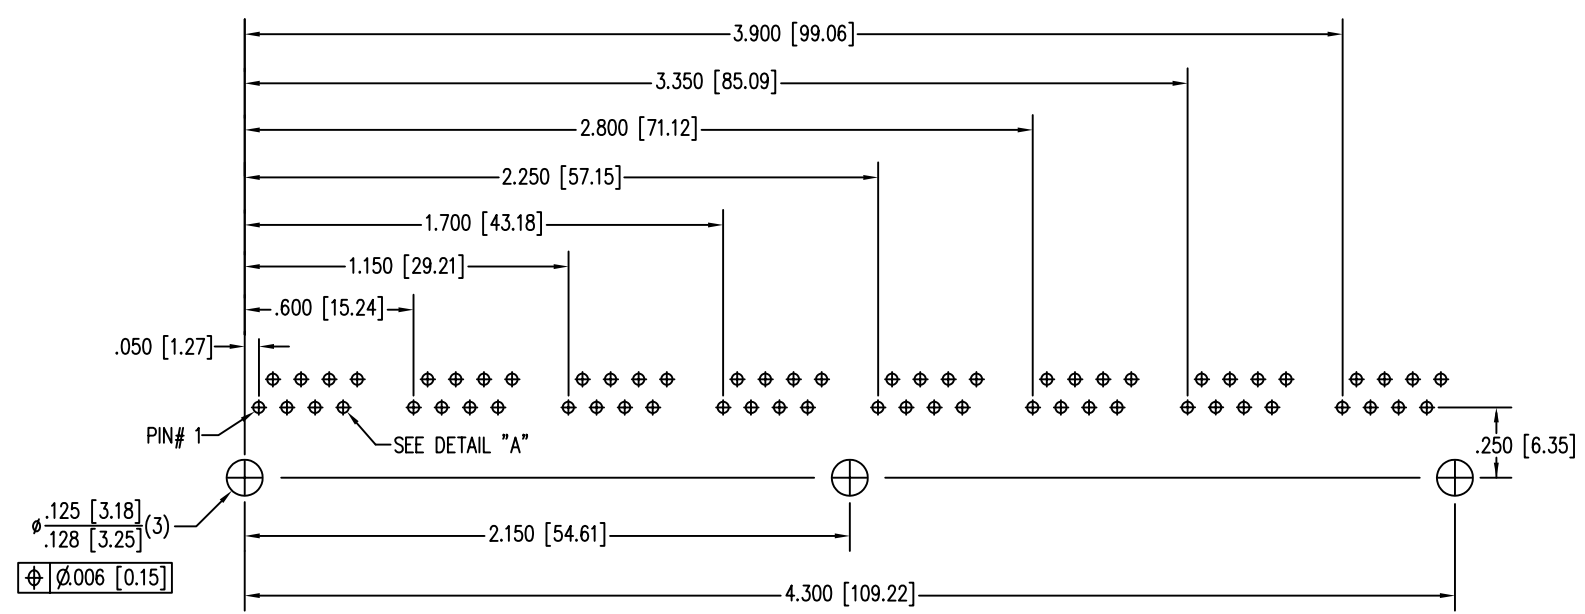 3.900 [99.06]
3.350 [85.09]
2.800 [71.12]
2.250 [57.15]
1.700 [43.18]
1.150 [29.21]
.600 [15.24]
.050 [1.27]
PIN# 1
SEE DETAIL "A"
.250 [6.35]
⌀ .125 [3.18]
.128 [3.25] (3)
2.150 [54.61]
⌖ ⌀.006 [0.15]
4.300 [109.22]